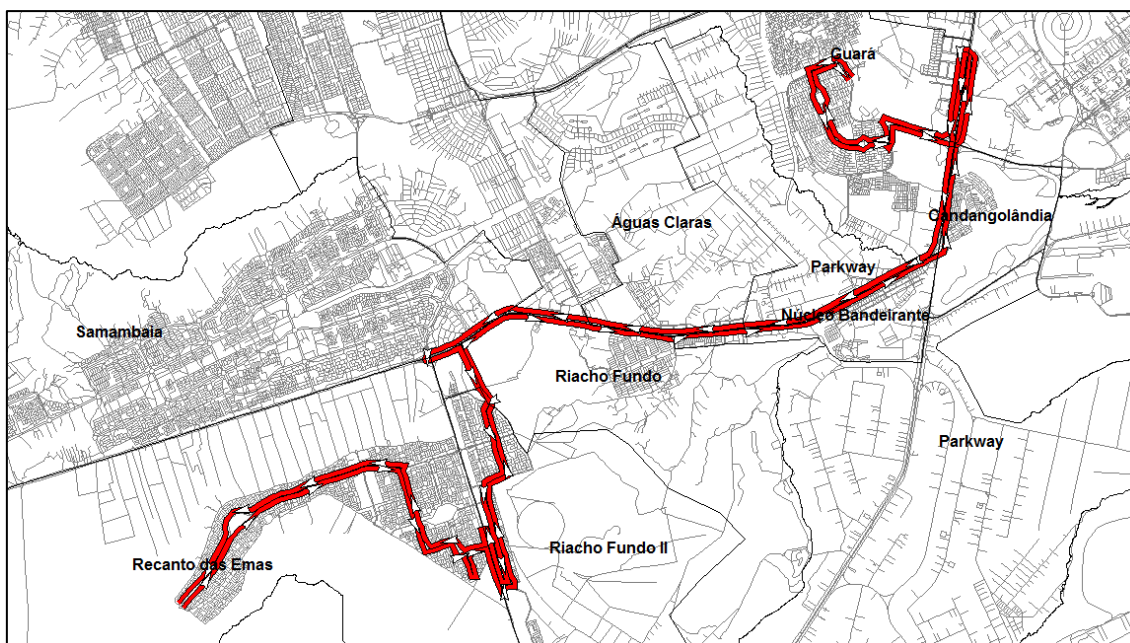 Guará
Candangolândia
Águas Claras
Parkway
Núcleo Bandeirante
Samambaia
Riacho Fundo
Parkway
Riacho Fundo II
Recanto das Emas